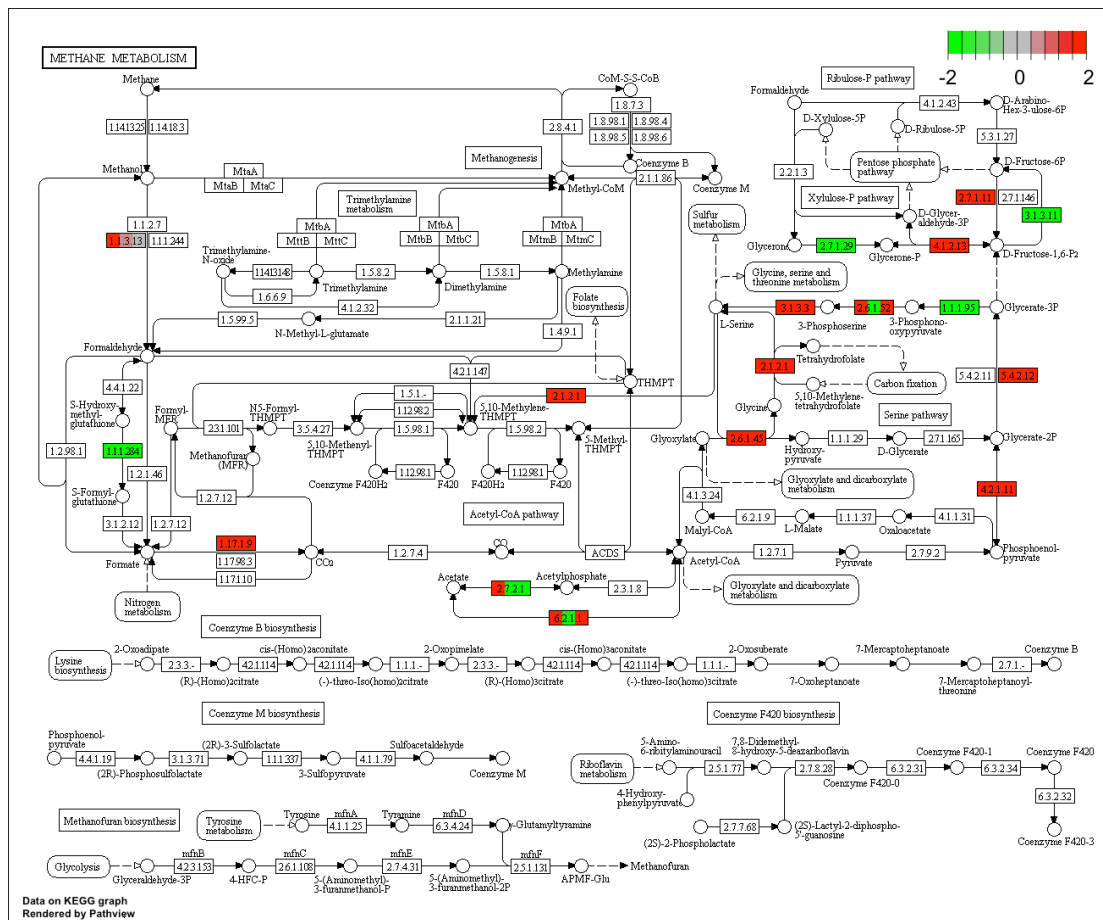 METHANE METABOLISM
-2 0 2
Methane
CoM-S-S-CoB
Ribulose-P pathway
Formaldehyde
D-Arabino-
Hex-3-ulose-6P
4.1.2.43
1.14.13.25
1.14.18.3
2.8.4.1
1.8.7.3
1.8.98.1
1.8.98.4
1.8.98.5
1.8.98.6
D-Xylulose-5P
D-Ribulose-5P
5.3.1.27
Methanogenesis
Methanol
MtaA
MtaB
MtaC
Methyl-CoM
Coenzyme B
2.1.1.86
Coenzyme M
2.2.1.3
Pentose phosphate
pathway
D-Fructose-6P
Xylulose-P pathway
2.7.1.11
2.7.1.146
Trimethylamine
metabolism
Sulfur
metabolism
D-Glycer-
aldehyde-3P
3.1.3.11
1.1.2.7
1.1.3.13
1.1.1.244
MtbA
MttB
MttC
MtbA
MtbB
MtbC
MtbA
MtmB
MtmC
Glycerone
2.7.1.29
Glycerone-P
4.1.2.13
D-Fructose-1,6-P2
Trimethylamine-
N-oxide
1.14.13.148
1.5.8.2
1.5.8.1
Methylamine
Trimethylamine
Dimethylamine
1.6.6.9
4.1.2.32
Glycine, serine and
threonine metabolism
Folate
biosynthesis
1.5.99.5
N-Methyl-L-glutamate
2.1.1.21
L-Serine
3.1.3.3
3-Phosphoserine
2.6.1.52
3-Phosphono-
oxypyruvate
1.1.1.95
Glycerate-3P
1.4.9.1
Formaldehyde
4.2.1.147
THMPT
2.1.2.1
Tetrahydrofolate
5.4.2.11
5.4.2.12
4.4.1.22
S-Hydroxy-
methyl-
glutathione
1.5.1.-
1.12.98.2
2.1.2.1
5,10-Methylene-
tetrahydrofolate
Carbon fixation
Formyl-
MFR
2.3.1.101
N5-Formyl-
THMPT
3.5.4.27
5,10-Methenyl-
THMPT
1.5.98.1
5,10-Methylene-
THMPT
1.5.98.2
5-Methyl-
THMPT
Glycine
Serine pathway
1.1.1.284
1.2.98.1
Methanofuran
(MFR)
Glyoxylate
2.6.1.45
Hydroxy-
pyruvate
1.1.1.29
D-Glycerate
2.7.1.165
Glycerate-2P
1.2.1.46
1.12.98.1
1.12.98.1
Coenzyme F420H2
F420
F420H2
F420
Glyoxylate and dicarboxylate
metabolism
4.2.1.11
S-Formyl-
glutathione
1.2.7.12
4.1.3.24
Acetyl-CoA pathway
3.1.2.12
1.2.7.12
Malyl-CoA
6.2.1.9
L-Malate
1.1.1.37
Oxaloacetate
4.1.1.31
Formate
1.17.1.9
1.17.98.3
1.17.1.10
CO2
1.2.7.4
CO
ACDS
Acetyl-CoA
1.2.7.1
Pyruvate
2.7.9.2
Phosphoenol-
pyruvate
Acetate
2.7.2.1
Acetylphosphate
2.3.1.8
Glyoxylate and dicarboxylate
metabolism
Nitrogen
metabolism
6.2.1.1
Coenzyme B biosynthesis
Lysine
biosynthesis
2-Oxoadipate
2.3.3.-
(R)-(Homo)2citrate
4.2.1.114
cis-(Homo)2aconitate
4.2.1.114
(-)-threo-Iso(homo)2citrate
1.1.1.-
2-Oxopimelate
2.3.3.-
(R)-(Homo)3citrate
4.2.1.114
cis-(Homo)3aconitate
4.2.1.114
(-)-threo-Iso(homo)3citrate
1.1.1.-
2-Oxosuberate
7-Oxoheptanoate
7-Mercaptoheptanoate
7-Mercaptoheptanoyl-
threonine
2.7.1.-
Coenzyme B
Coenzyme M biosynthesis
Phosphoenol-
pyruvate
4.4.1.19
(2R)-Phosphosulfolactate
3.1.3.71
(2R)-3-Sulfolactate
1.1.1.337
3-Sulfopyruvate
4.1.1.79
Sulfoacetaldehyde
Coenzyme M
Coenzyme F420 biosynthesis
Riboflavin
metabolism
5-Amino-
6-ribitylaminouracil
2.5.1.77
7,8-Didemethyl-
8-hydroxy-5-deazariboflavin
2.7.8.28
Coenzyme F420-0
6.3.2.31
Coenzyme F420-1
6.3.2.34
Coenzyme F420
4-Hydroxy-
phenylpyruvate
6.3.2.32
2.7.7.68
(2S)-2-Phospholactate
(2S)-Lactyl-2-diphospho-
5'-guanosine
Coenzyme F420-3
Methanofuran biosynthesis
Tyrosine
metabolism
Tyrosine
mfnA
4.1.1.25
Tyramine
mfnD
6.3.4.24
γ-Glutamyltyramine
Glycolysis
Glyceraldehyde-3P
mfnB
4.2.3.153
4-HFC-P
mfnC
2.6.1.108
5-(Aminomethyl)-
3-furanmethanol-P
mfnE
2.7.4.31
5-(Aminomethyl)-
3-furanmethanol-2P
mfnF
2.5.1.131
APMF-Glu
Methanofuran
Data on KEGG graph
Rendered by Pathview